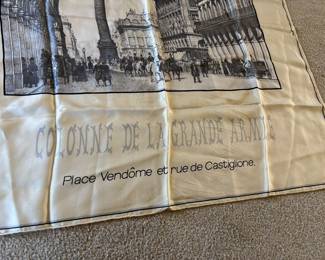 COLONNE DE LA GRANDE ARMÉE
Place Vendôme et rue de Castiglione.